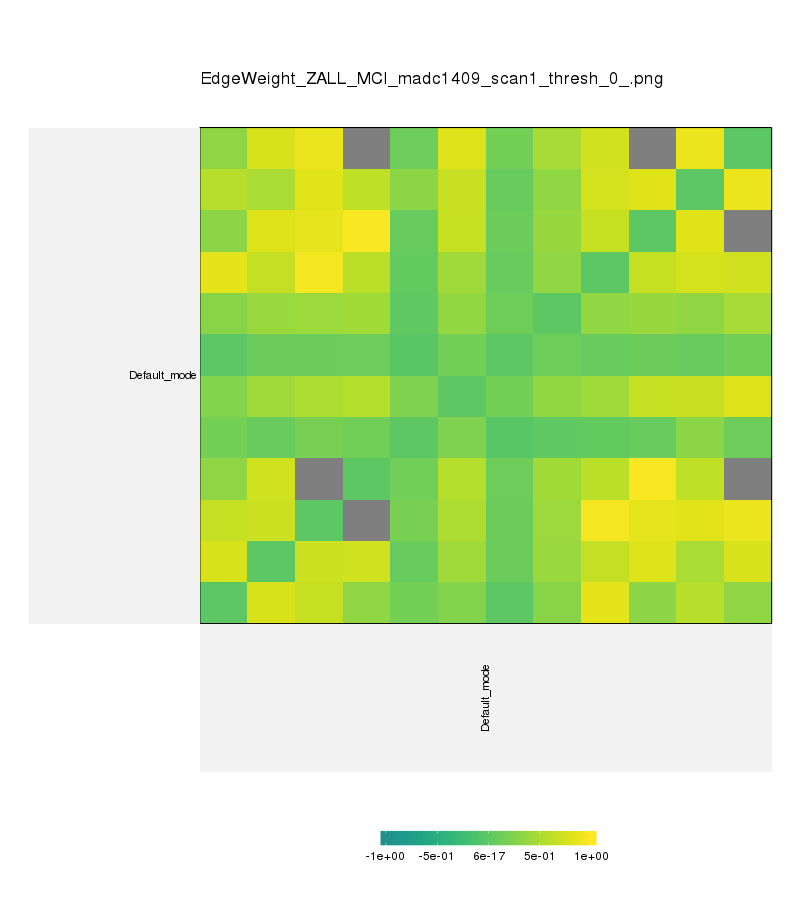 EdgeWeight_ZALL_MCI_madc1409_scan1_thresh_0_.png
Default_mode
Default_mode
-1e+00 -5e-01 6e-17 5e-01 1e+00